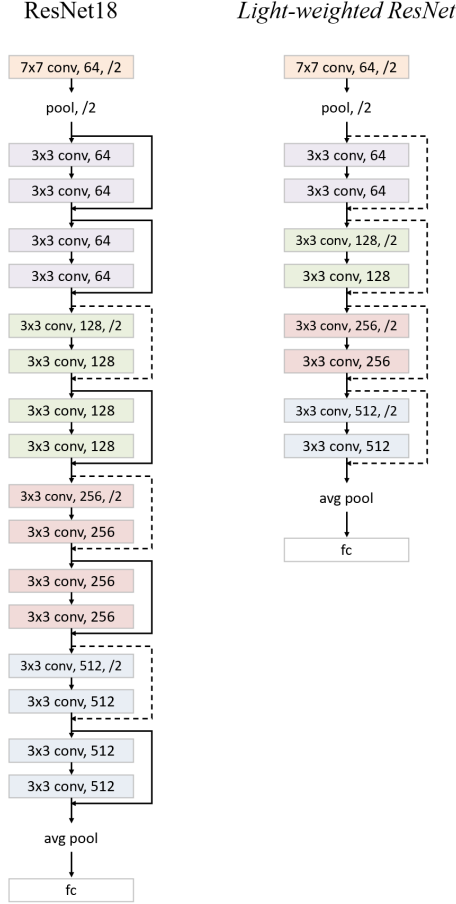 ResNet18
7x7 conv, 64, /2
pool, /2
3x3 conv, 64
3x3 conv, 64
3x3 conv, 64
3x3 conv, 64
3x3 conv, 128, /2
3x3 conv, 128
3x3 conv, 128
3x3 conv, 128
3x3 conv, 256, /2
3x3 conv, 256
3x3 conv, 256
3x3 conv, 256
3x3 conv, 512, /2
3x3 conv, 512
3x3 conv, 512
3x3 conv, 512
avg pool
fc
Light-weighted ResNet
7x7 conv, 64, /2
pool, /2
3x3 conv, 64
3x3 conv, 64
3x3 conv, 128, /2
3x3 conv, 128
3x3 conv, 256, /2
3x3 conv, 256
3x3 conv, 512, /2
3x3 conv, 512
avg pool
fc